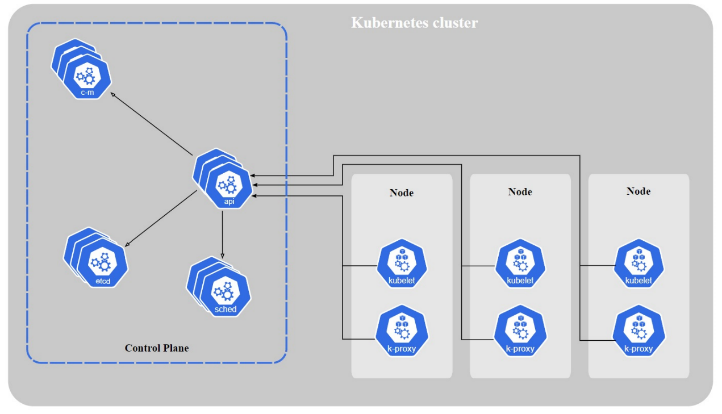 Kubernetes cluster
c-m
api
etcd
sched
Control Plane
Node
kubelet
k-proxy
Node
kubelet
k-proxy
Node
kubelet
k-proxy